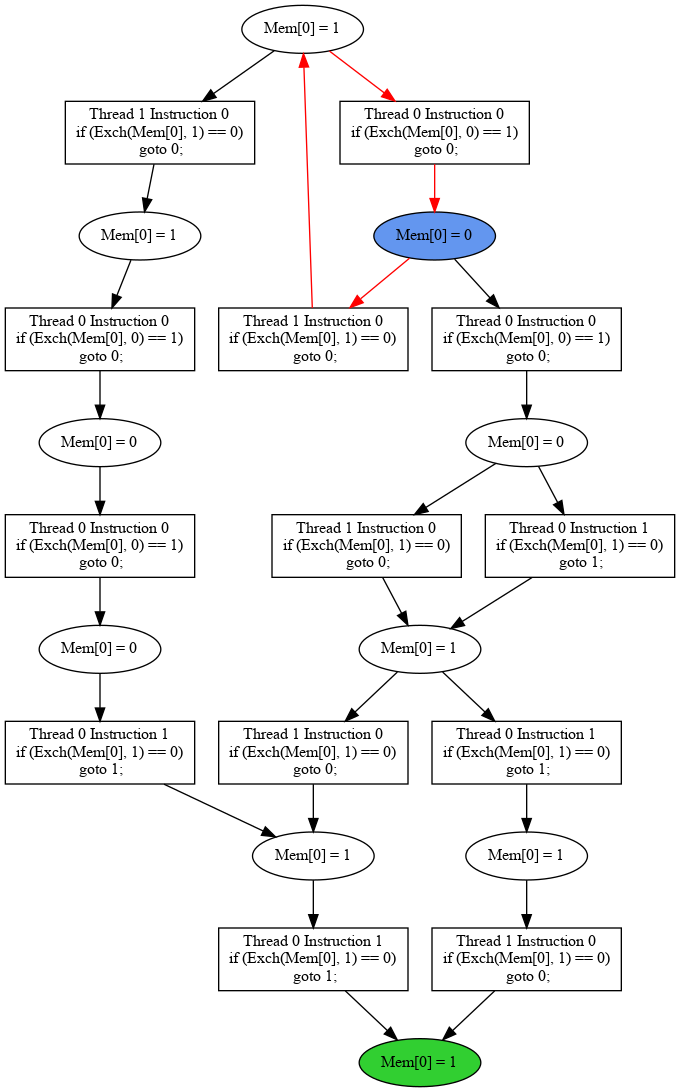 Mem[0] = 1
Thread 1 Instruction 0
if (Exch(Mem[0], 1) == 0)
goto 0;
Thread 0 Instruction 0
if (Exch(Mem[0], 0) == 1)
goto 0;
Mem[0] = 1
Mem[0] = 0
Thread 0 Instruction 0
if (Exch(Mem[0], 0) == 1)
goto 0;
Thread 1 Instruction 0
if (Exch(Mem[0], 1) == 0)
goto 0;
Thread 0 Instruction 0
if (Exch(Mem[0], 0) == 1)
goto 0;
Mem[0] = 0
Mem[0] = 0
Thread 0 Instruction 0
if (Exch(Mem[0], 0) == 1)
goto 0;
Thread 1 Instruction 0
if (Exch(Mem[0], 1) == 0)
goto 0;
Thread 0 Instruction 1
if (Exch(Mem[0], 1) == 0)
goto 1;
Mem[0] = 0
Mem[0] = 1
Thread 0 Instruction 1
if (Exch(Mem[0], 1) == 0)
goto 1;
Thread 1 Instruction 0
if (Exch(Mem[0], 1) == 0)
goto 0;
Thread 0 Instruction 1
if (Exch(Mem[0], 1) == 0)
goto 1;
Mem[0] = 1
Mem[0] = 1
Thread 0 Instruction 1
if (Exch(Mem[0], 1) == 0)
goto 1;
Thread 1 Instruction 0
if (Exch(Mem[0], 1) == 0)
goto 0;
Mem[0] = 1